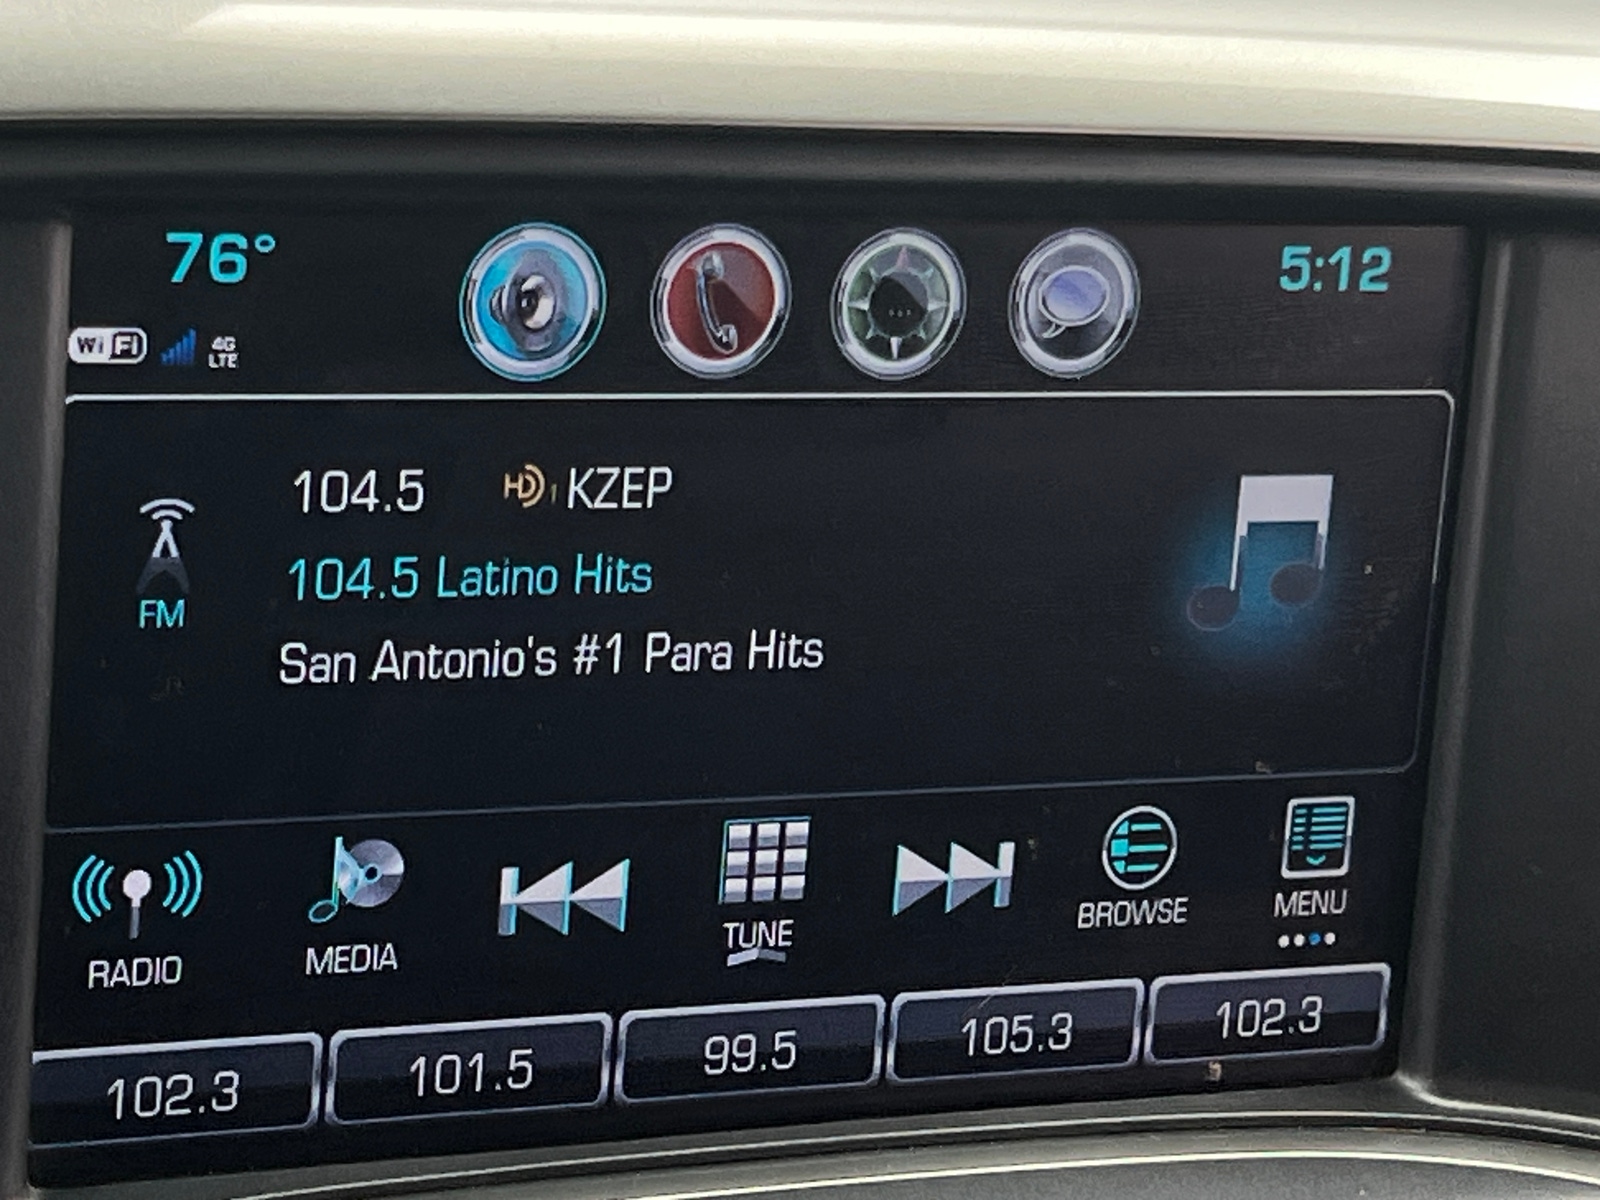 76° 5:12
WiFi 4G
LTE
104.5 HD1 KZEP
104.5 Latino Hits
FM
San Antonio's #1 Para Hits
RADIO MEDIA TUNE BROWSE MENU
102.3 101.5 99.5 105.3 102.3